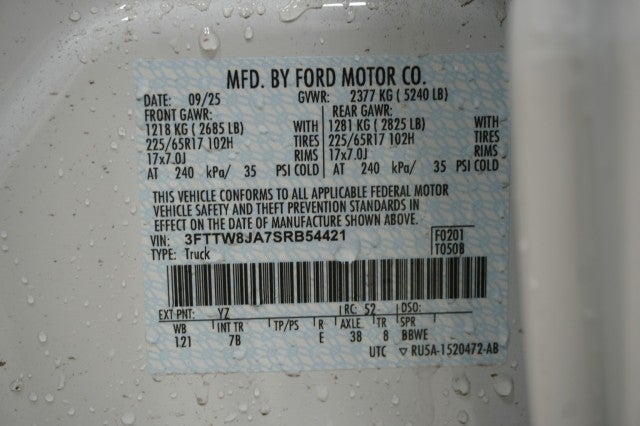 MFD. BY FORD MOTOR CO.
DATE: 09/25 GVWR: 2377 KG ( 5240 LB)
FRONT GAWR: REAR GAWR:
1218 KG ( 2685 LB) WITH 1281 KG ( 2825 LB) WITH
225/65R17 102H TIRES 225/65R17 102H TIRES
17x7.0J RIMS 17x7.0J RIMS
AT 240 kPa/ 35 PSI COLD AT 240 kPa/ 35 PSI COLD
THIS VEHICLE CONFORMS TO ALL APPLICABLE FEDERAL MOTOR
VEHICLE SAFETY AND THEFT PREVENTION STANDARDS IN
EFFECT ON THE DATE OF MANUFACTURE SHOWN ABOVE.
VIN: 3FTTW8JA7SRB54421 F0201
TYPE: Truck T0508
EXT PNT: YZ RC: 52 DSO:
WB INT TR TP/PS R AXLE TR SPR
121 7B E 38 8 BBWE
UTC ▽ RU5A-1520472-AB